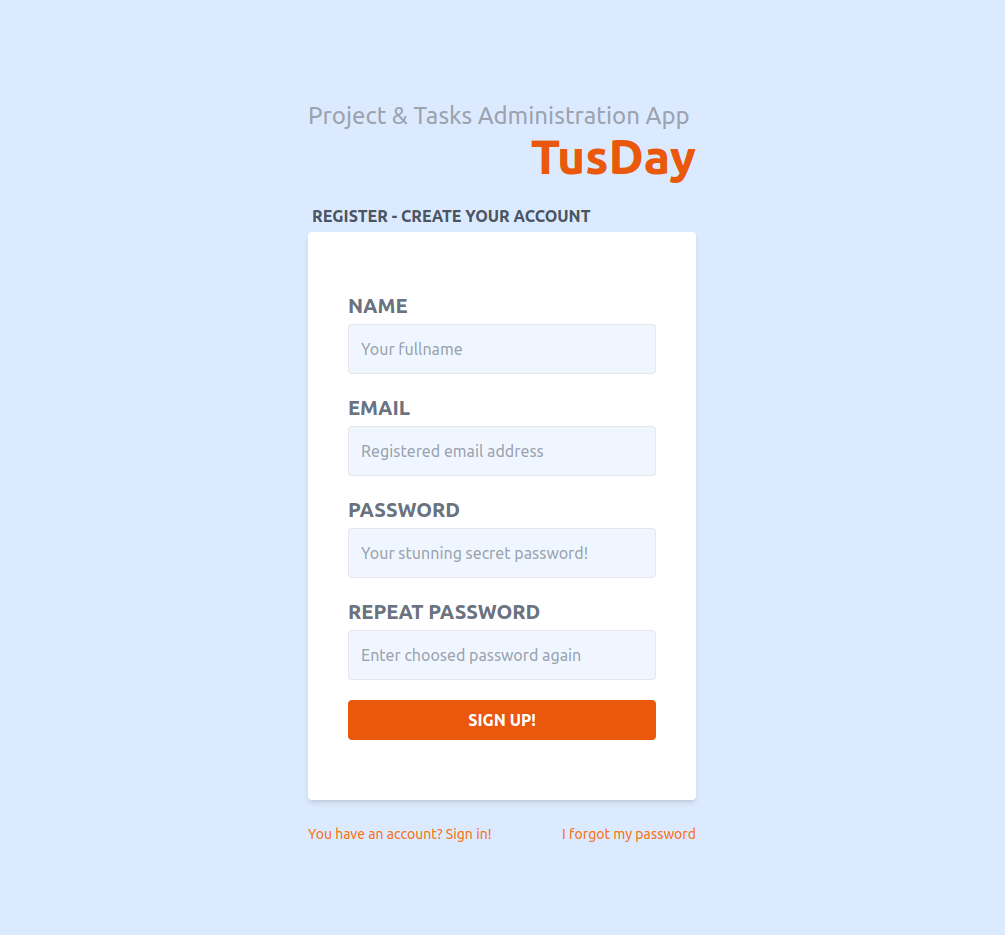 Project & Tasks Administration App
TusDay
REGISTER - CREATE YOUR ACCOUNT
NAME
Your fullname
EMAIL
Registered email address
PASSWORD
Your stunning secret password!
REPEAT PASSWORD
Enter choosed password again
SIGN UP!
You have an account? Sign in! I forgot my password